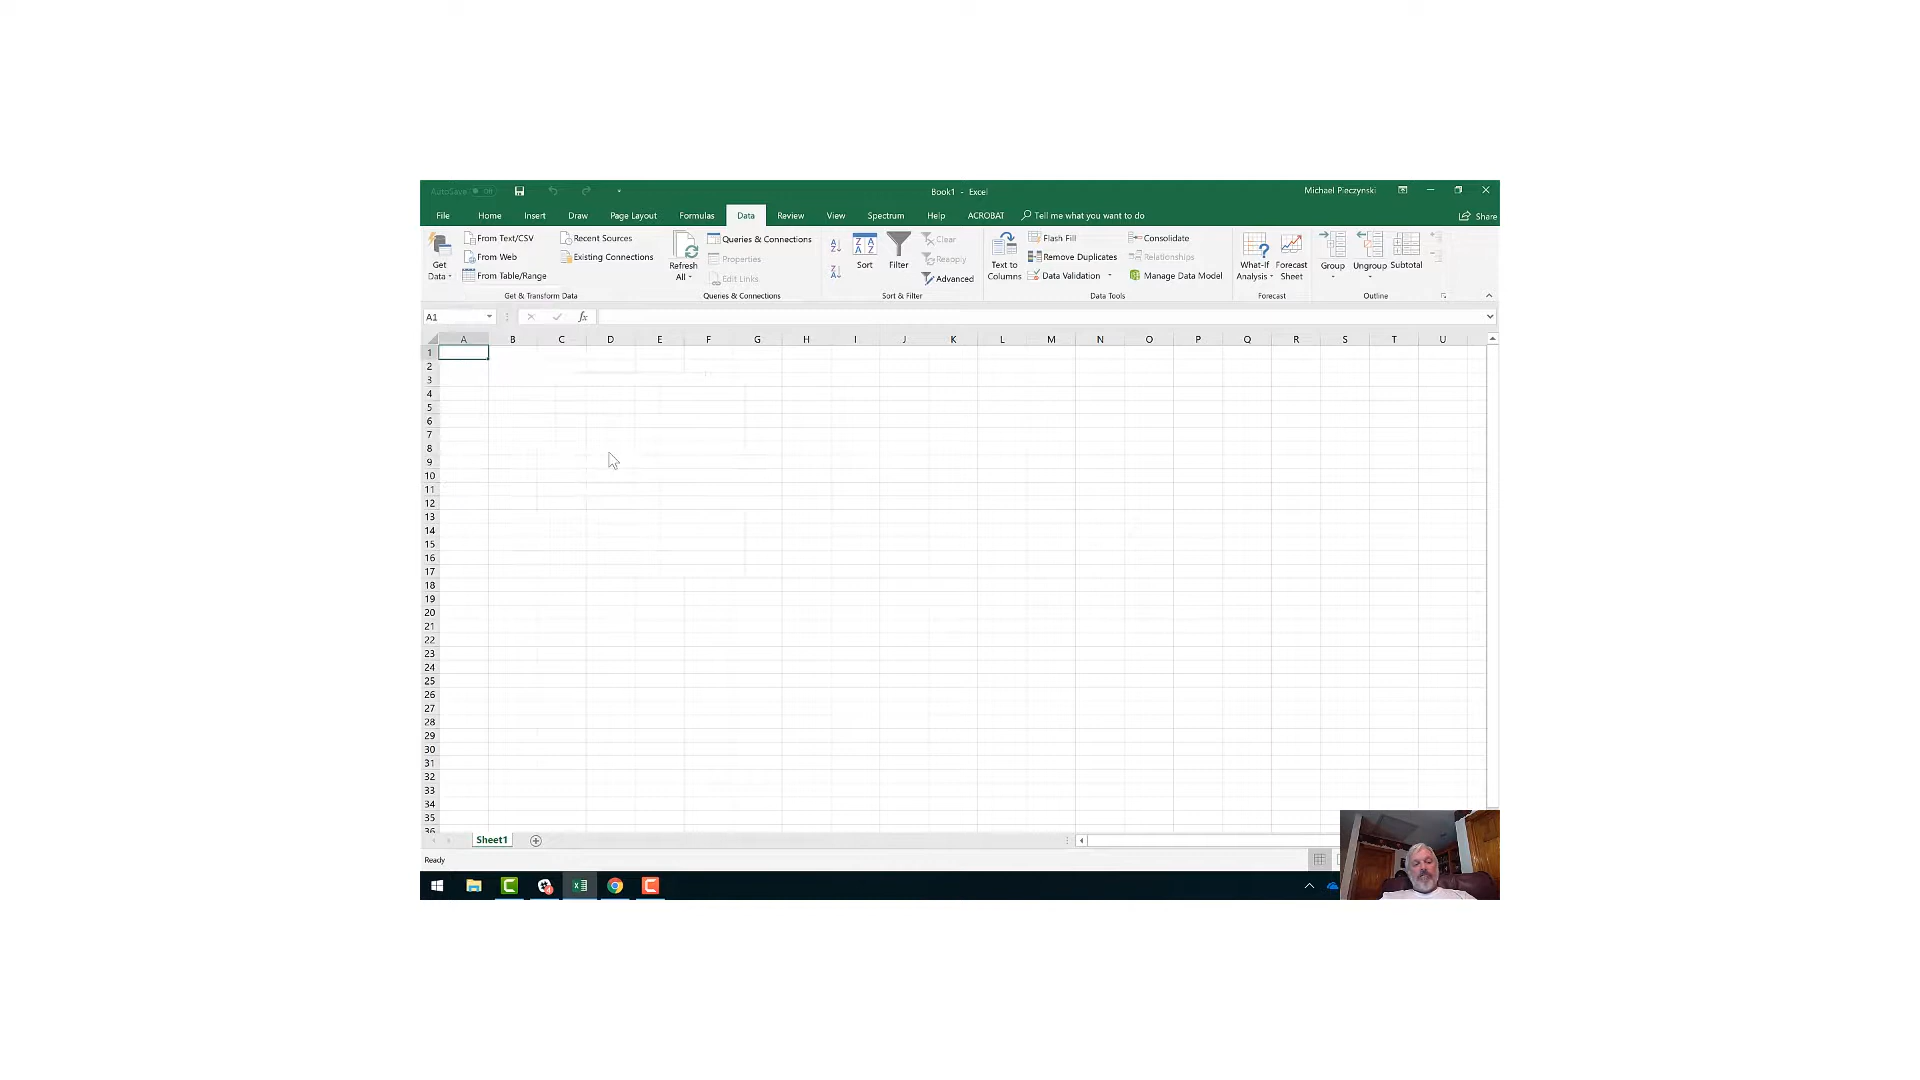 AutoSave Off
Book1 - Excel
Michael Pieczynski
File Home Insert Draw Page Layout Formulas Data Review View Spectrum Help ACROBAT Tell me what you want to do Share
Get Data
From Text/CSV
From Web
From Table/Range
Recent Sources
Existing Connections
Get & Transform Data
Refresh All
Queries & Connections
Properties
Edit Links
Queries & Connections
Sort
Filter
Clear
Reapply
Advanced
Sort & Filter
Text to Columns
Flash Fill
Remove Duplicates
Data Validation
Consolidate
Relationships
Manage Data Model
Data Tools
What-If Analysis
Forecast Sheet
Forecast
Group
Ungroup
Subtotal
Outline
A1
fx
A B C D E F G H I J K L M N O P Q R S T U
1
2
3
4
5
6
7
8
9
10
11
12
13
14
15
16
17
18
19
20
21
22
23
24
25
26
27
28
29
30
31
32
33
34
35
36
Sheet1
Ready